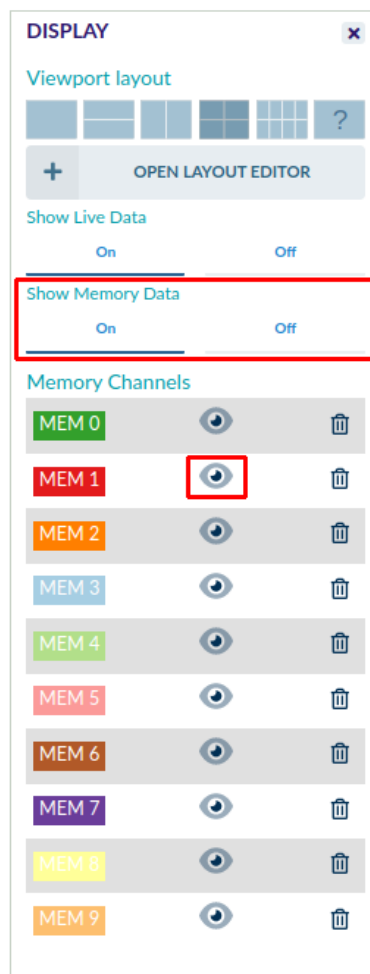 DISPLAY
Viewport layout
?
+ OPEN LAYOUT EDITOR
Show Live Data
On Off
Show Memory Data
On Off
Memory Channels
MEM 0
MEM 1
MEM 2
MEM 3
MEM 4
MEM 5
MEM 6
MEM 7
MEM 8
MEM 9